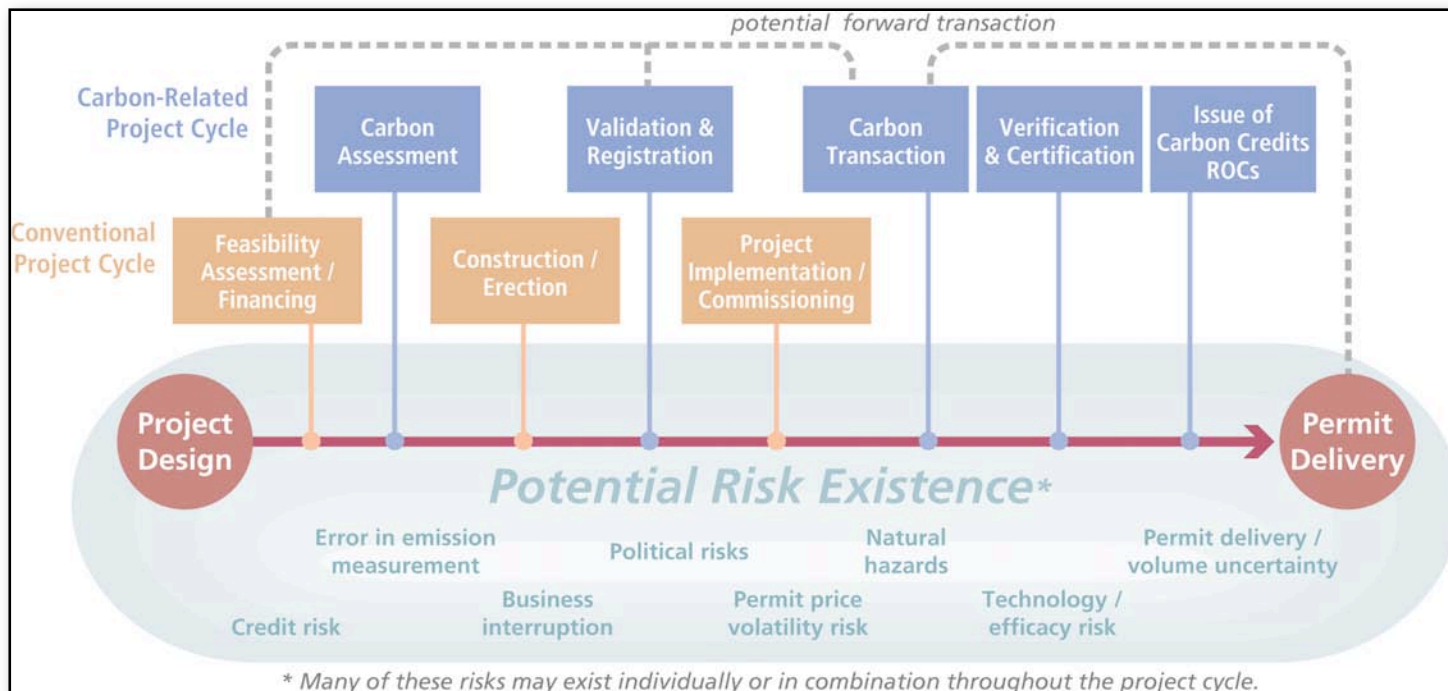 potential forward transaction
Carbon-Related
Project Cycle
Carbon
Assessment
Validation &
Registration
Carbon
Transaction
Verification
& Certification
Issue of
Carbon Credits
ROCs
Conventional
Project Cycle
Feasibility
Assessment /
Financing
Construction /
Erection
Project
Implementation /
Commissioning
Project
Design
Permit
Delivery
Potential Risk Existence*
Error in emission
measurement
Political risks
Natural
hazards
Permit delivery /
volume uncertainty
Credit risk
Business
interruption
Permit price
volatility risk
Technology /
efficacy risk
* Many of these risks may exist individually or in combination throughout the project cycle.